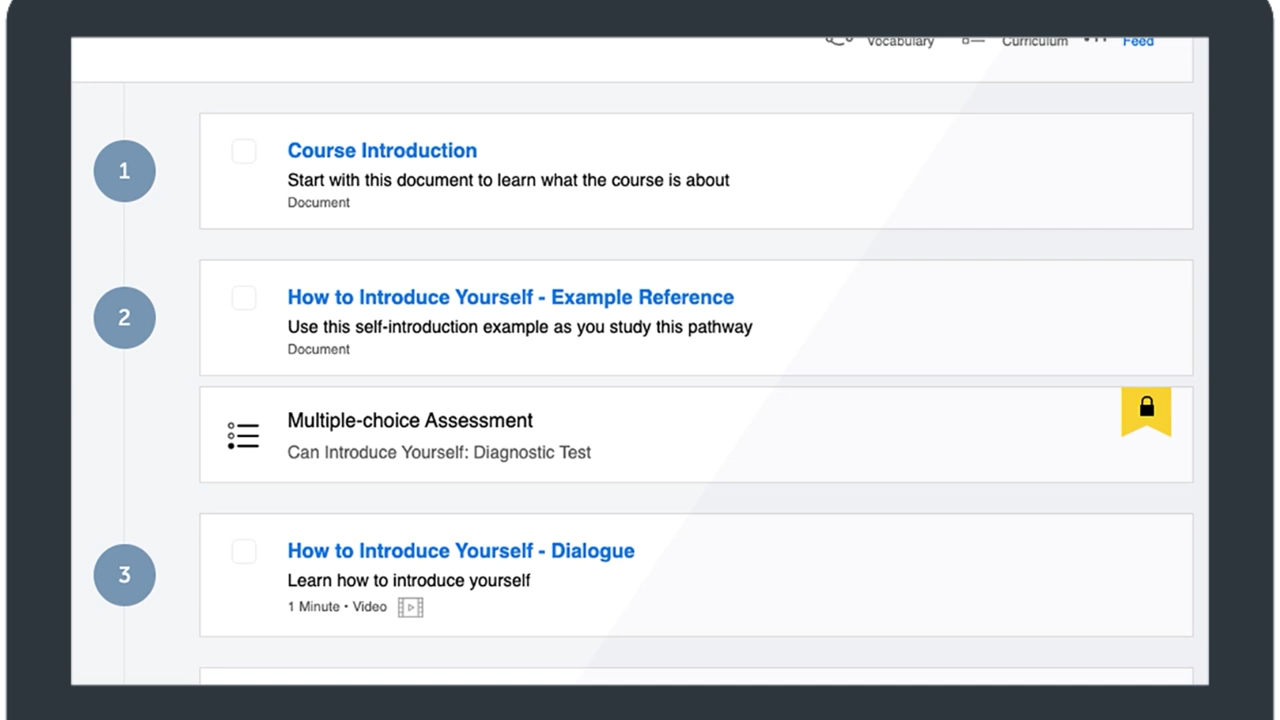 Vocabulary Curriculum Feed
1
Course Introduction
Start with this document to learn what the course is about
Document
2
How to Introduce Yourself - Example Reference
Use this self-introduction example as you study this pathway
Document
Multiple-choice Assessment
Can Introduce Yourself: Diagnostic Test
3
How to Introduce Yourself - Dialogue
Learn how to introduce yourself
1 Minute • Video